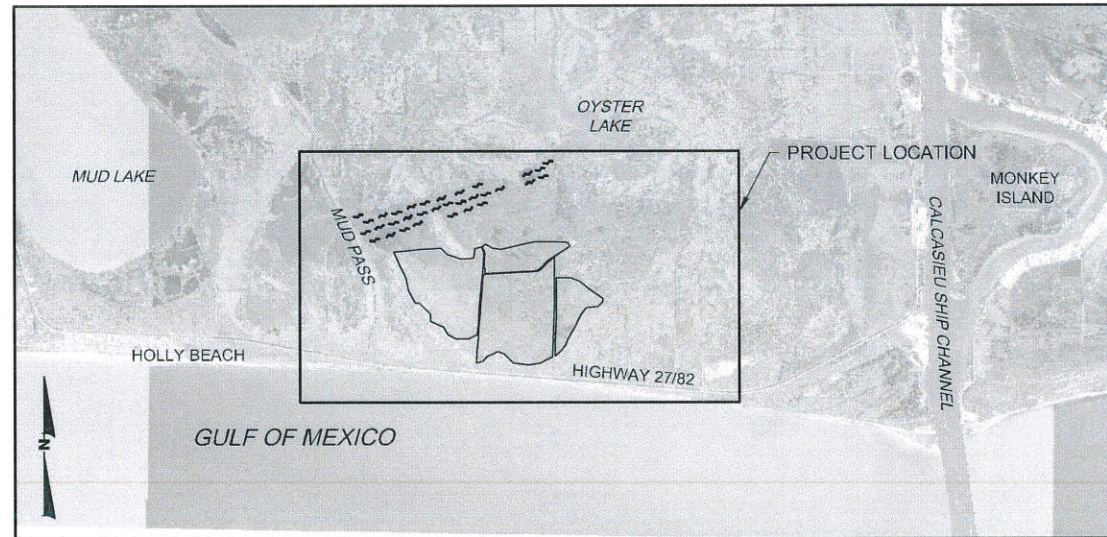 OYSTER
LAKE
PROJECT LOCATION
MUD LAKE
MONKEY
ISLAND
MUD PASS
CALCASIEU SHIP CHANNEL
HOLLY BEACH
HIGHWAY 27/82
GULF OF MEXICO
N